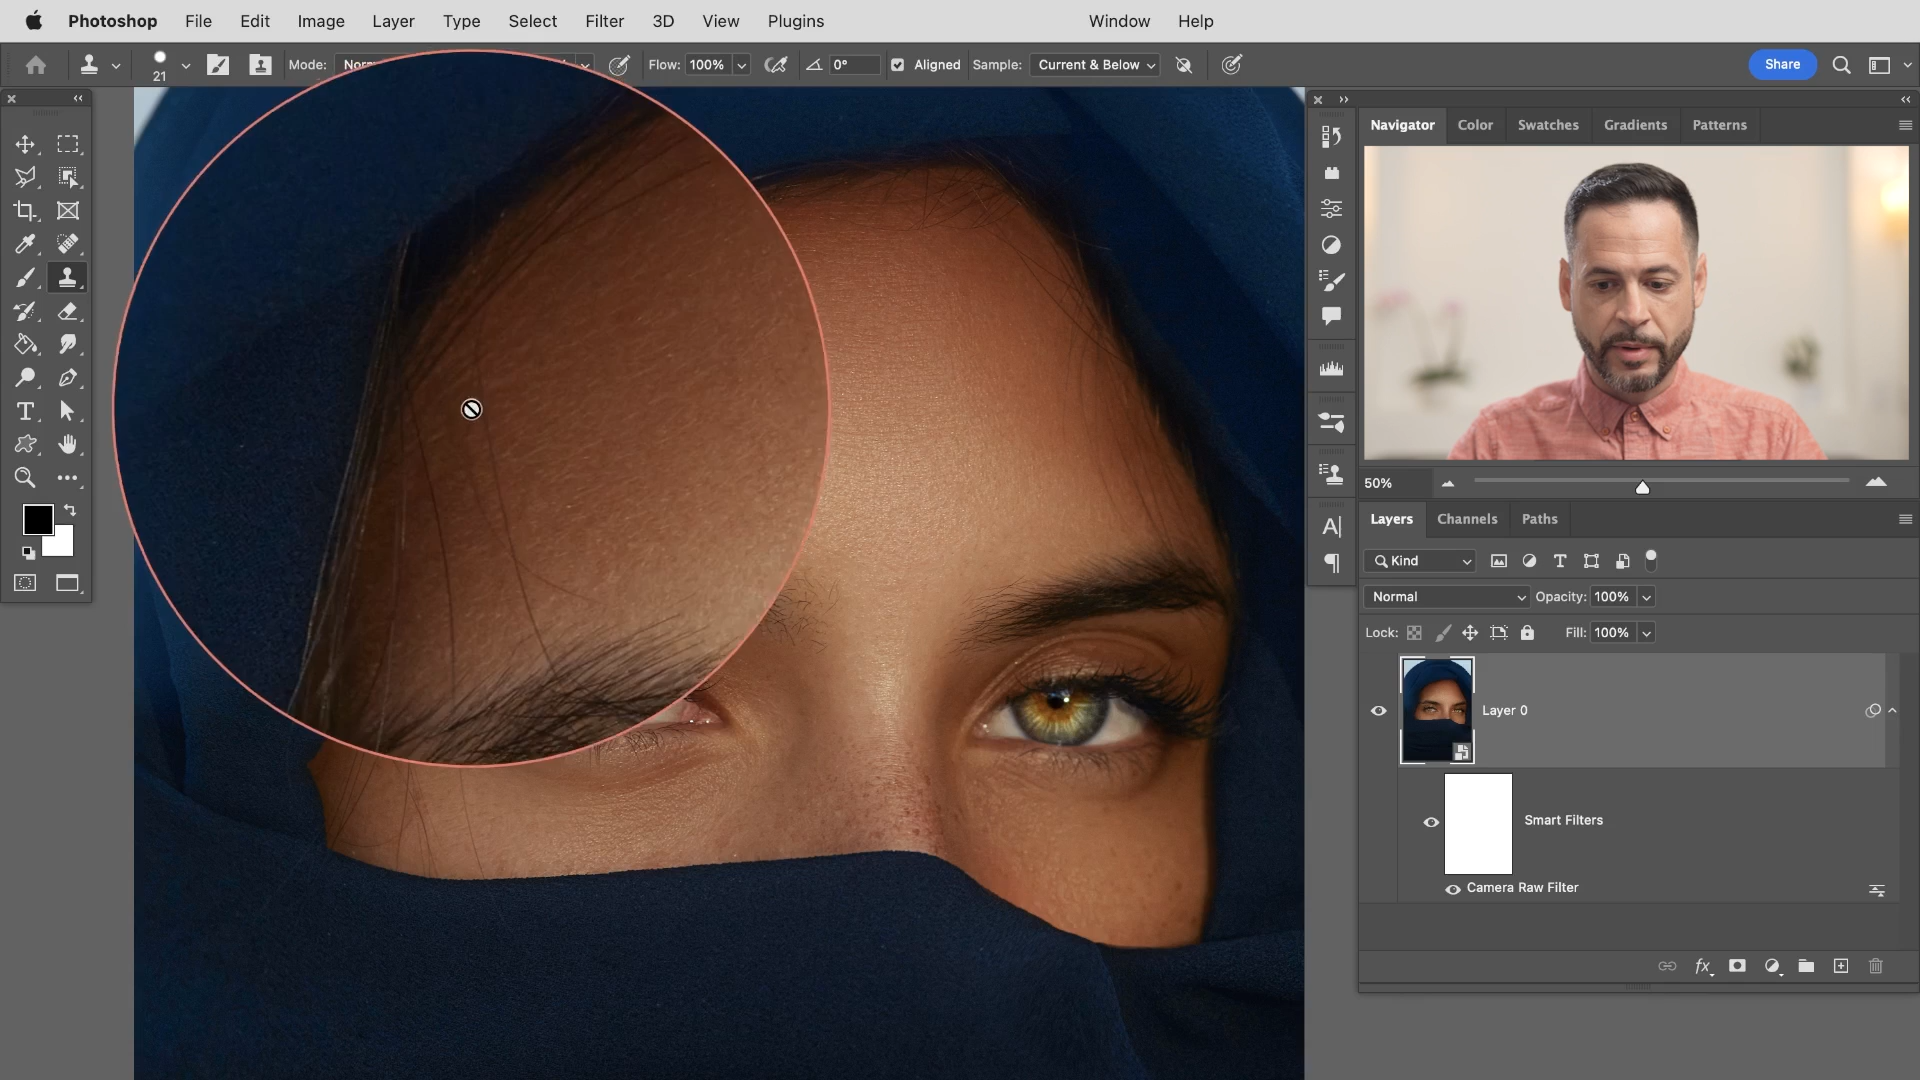 Photoshop File Edit Image Layer Type Select Filter 3D View Plugins Window Help
21 Mode: Flow: 100% 0° Aligned Sample: Current & Below Share
Navigator Color Swatches Gradients Patterns
50%
Layers Channels Paths
Kind
Normal Opacity: 100%
Lock: Fill: 100%
Layer 0
Smart Filters
Camera Raw Filter